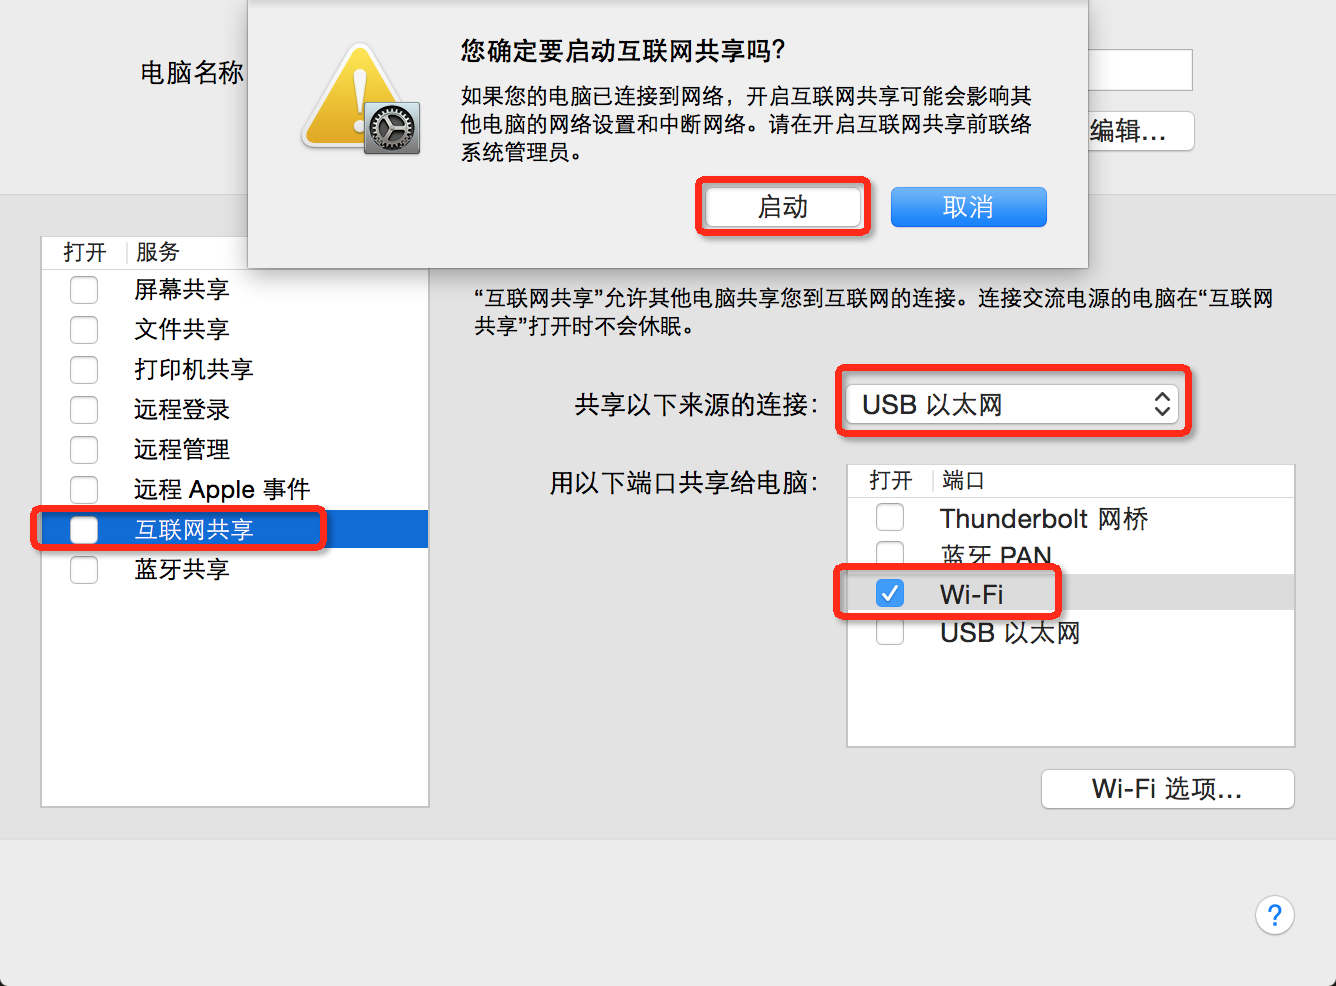 您确定要启动互联网共享吗？
如果您的电脑已连接到网络，开启互联网共享可能会影响其
他电脑的网络设置和中断网络。请在开启互联网共享前联络
系统管理员。
启动
取消
电脑名称
编辑...
打开 服务
屏幕共享
文件共享
打印机共享
远程登录
远程管理
远程 Apple 事件
互联网共享
蓝牙共享
“互联网共享”允许其他电脑共享您到互联网的连接。连接交流电源的电脑在“互联网
共享”打开时不会休眠。
共享以下来源的连接： USB 以太网
用以下端口共享给电脑：
打开 端口
Thunderbolt 网桥
蓝牙 PAN
Wi-Fi
USB 以太网
Wi-Fi 选项...
?